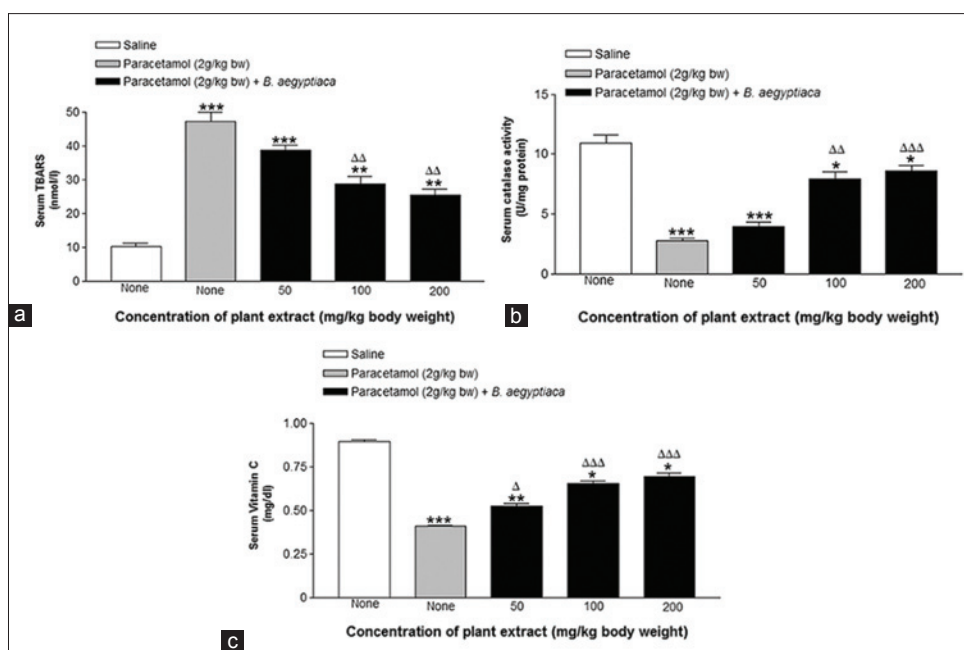 Saline
Paracetamol (2g/kg bw)
Paracetamol (2g/kg bw) + B. aegyptiaca
Serum TBARS
(nmol/l)
50
40
30
20
10
0
***
***
ΔΔ
**
ΔΔ
**
None
None
50
100
200
Concentration of plant extract (mg/kg body weight)
a
Saline
Paracetamol (2g/kg bw)
Paracetamol (2g/kg bw) + B. aegyptiaca
Serum catalase activity
(U/mg protein)
15
10
5
0
***
***
ΔΔ
*
ΔΔΔ
*
None
None
50
100
200
Concentration of plant extract (mg/kg body weight)
b
Saline
Paracetamol (2g/kg bw)
Paracetamol (2g/kg bw) + B. aegyptiaca
Serum Vitamin C
(mg/dl)
1.00
0.75
0.50
0.25
0
***
Δ
**
ΔΔΔ
*
ΔΔΔ
*
None
None
50
100
200
Concentration of plant extract (mg/kg body weight)
c